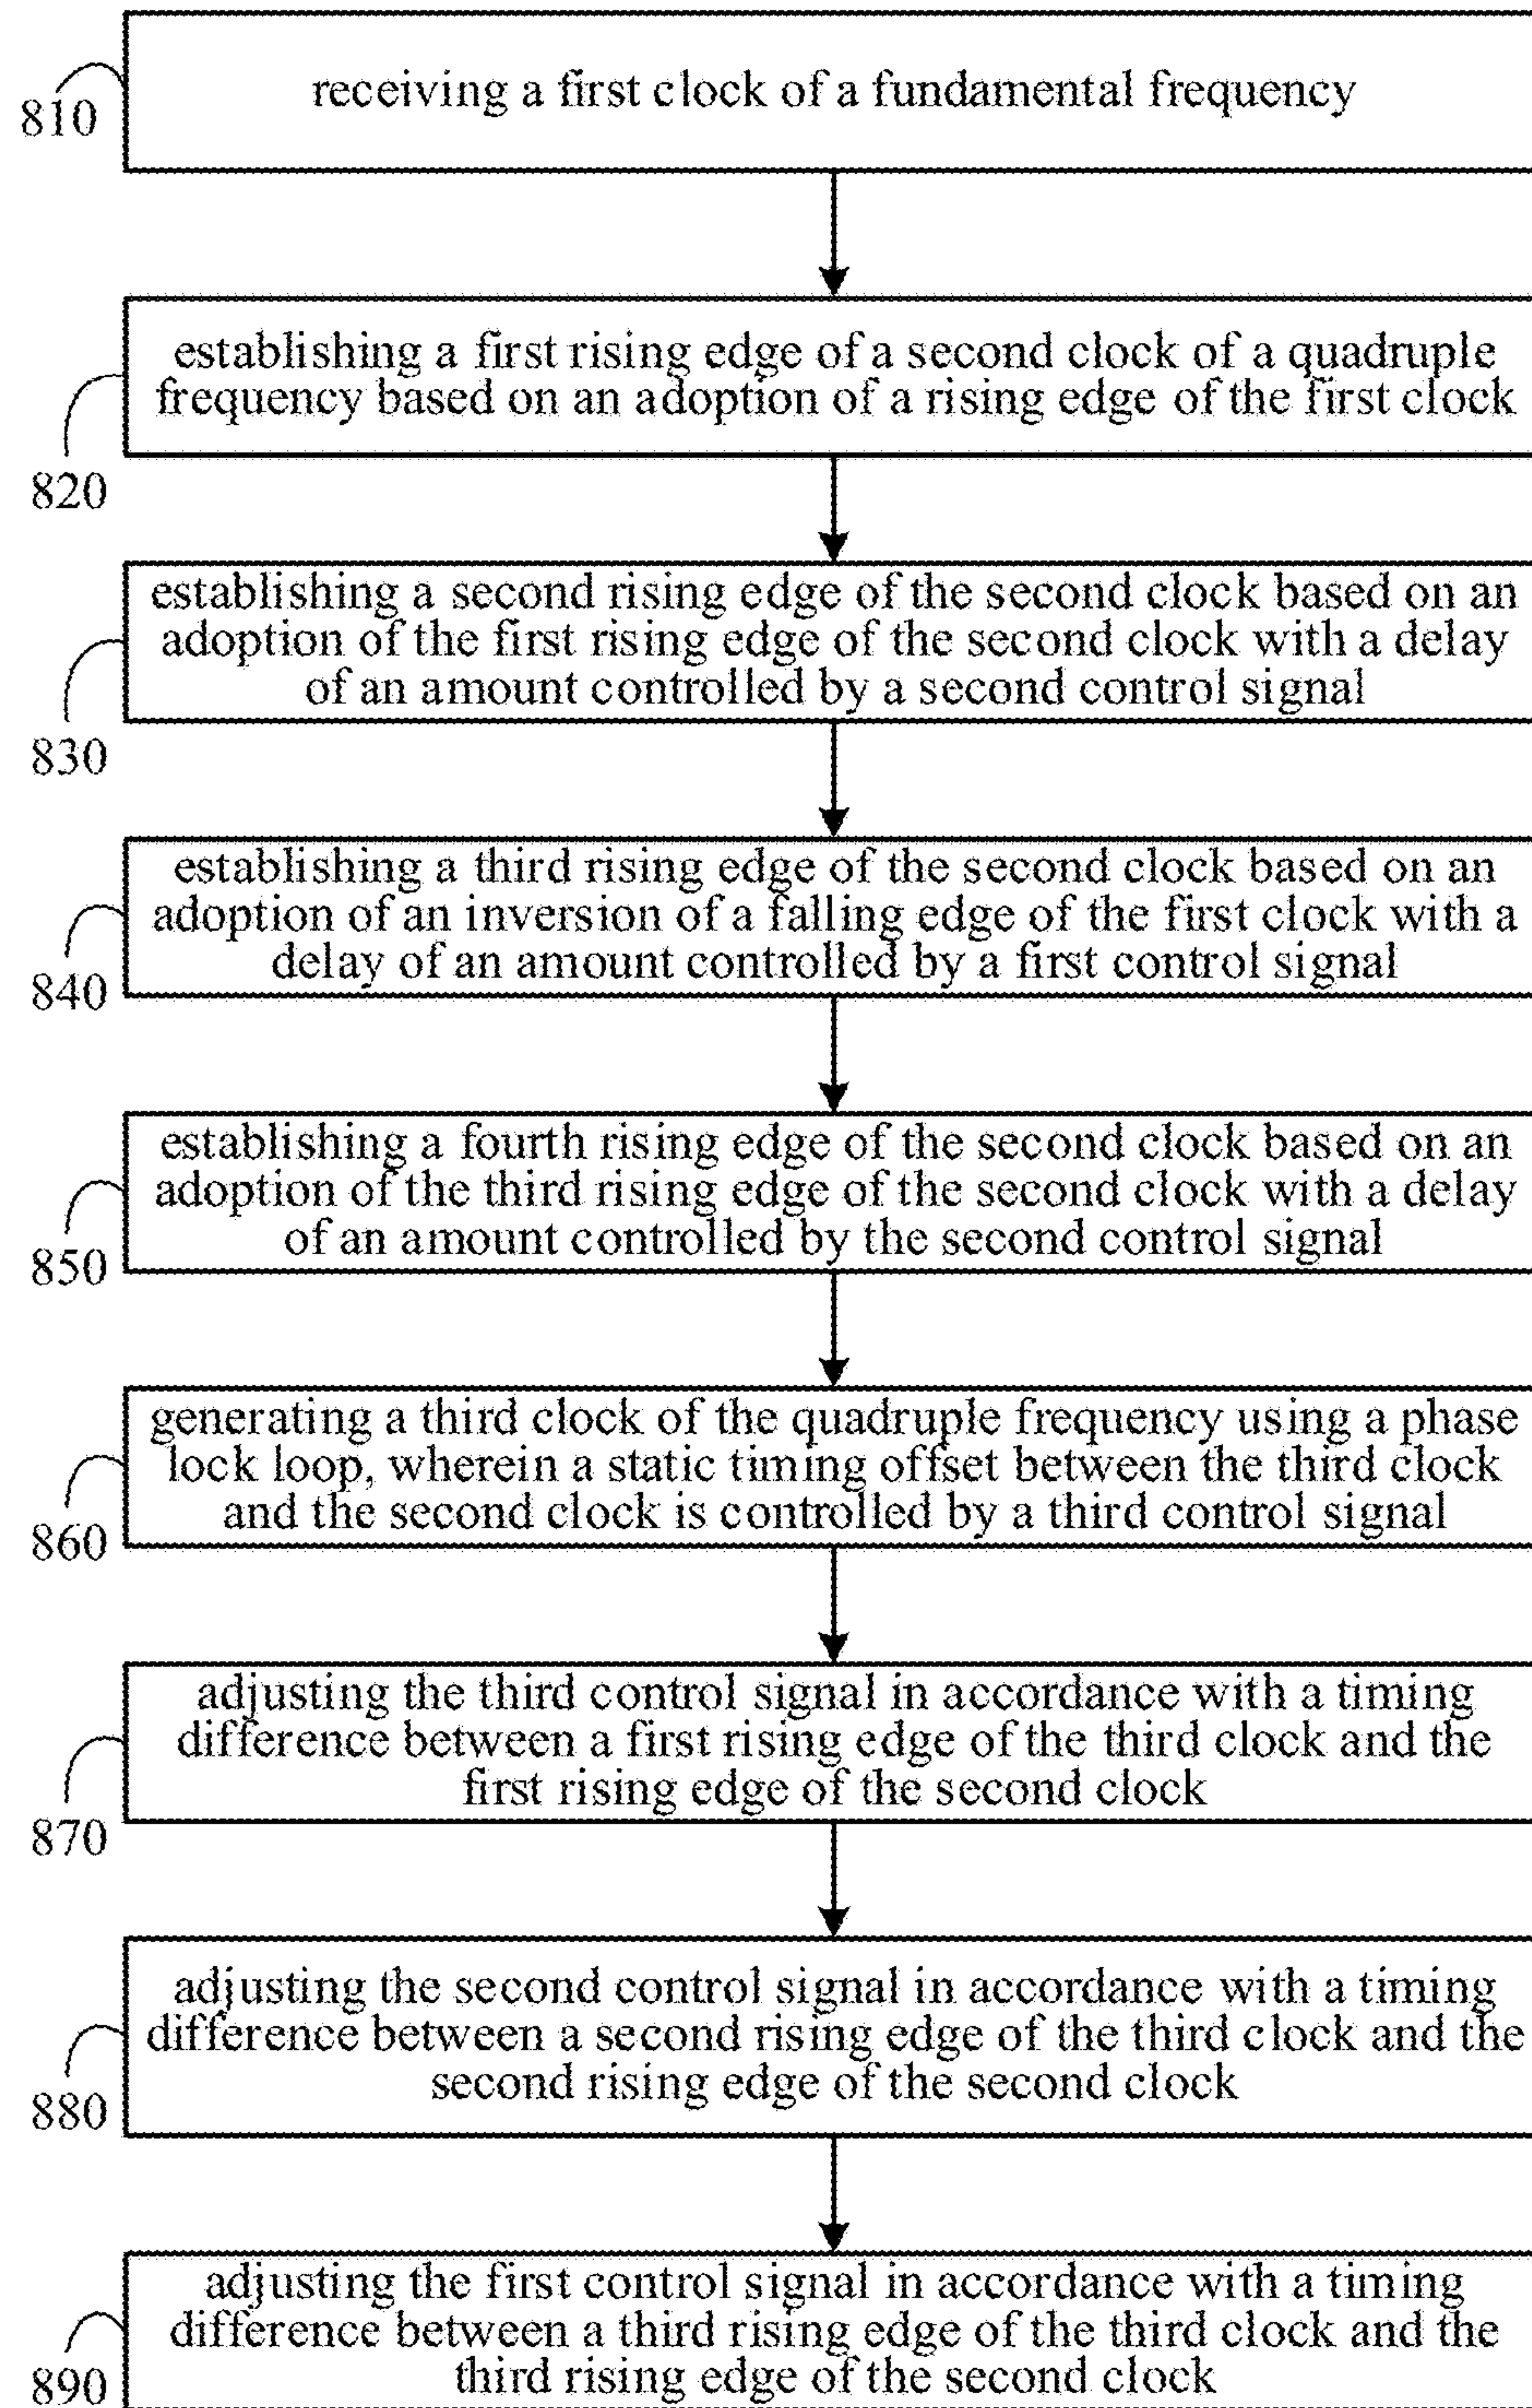 receiving a first clock of a fundamental frequency
810
establishing a first rising edge of a second clock of a quadruple
frequency based on an adoption of a rising edge of the first clock
820
establishing a second rising edge of the second clock based on an
adoption of the first rising edge of the second clock with a delay
of an amount controlled by a second control signal
830
establishing a third rising edge of the second clock based on an
adoption of an inversion of a falling edge of the first clock with a
delay of an amount controlled by a first control signal
840
establishing a fourth rising edge of the second clock based on an
adoption of the third rising edge of the second clock with a delay
of an amount controlled by the second control signal
850
generating a third clock of the quadruple frequency using a phase
lock loop, wherein a static timing offset between the third clock
and the second clock is controlled by a third control signal
860
adjusting the third control signal in accordance with a timing
difference between a first rising edge of the third clock and the
first rising edge of the second clock
870
adjusting the second control signal in accordance with a timing
difference between a second rising edge of the third clock and the
second rising edge of the second clock
880
adjusting the first control signal in accordance with a timing
difference between a third rising edge of the third clock and the
third rising edge of the second clock
890